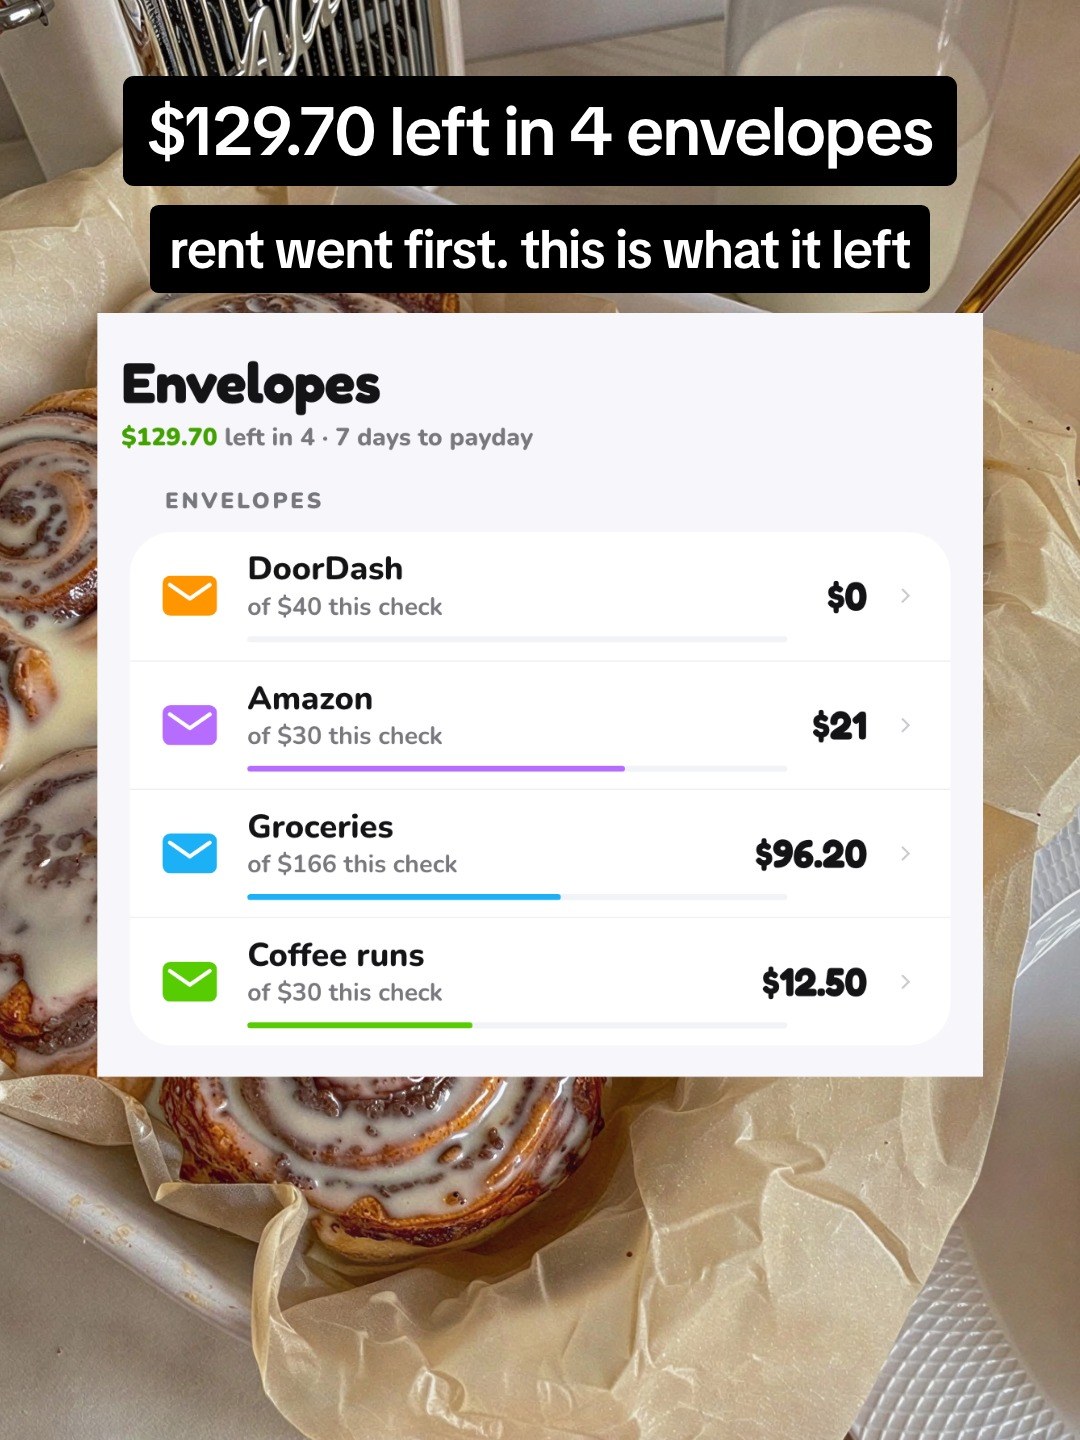 $129.70 left in 4 envelopes
rent went first. this is what it left
Envelopes
$129.70 left in 4 · 7 days to payday
ENVELOPES
DoorDash
of $40 this check
$0
Amazon
of $30 this check
$21
Groceries
of $166 this check
$96.20
Coffee runs
of $30 this check
$12.50